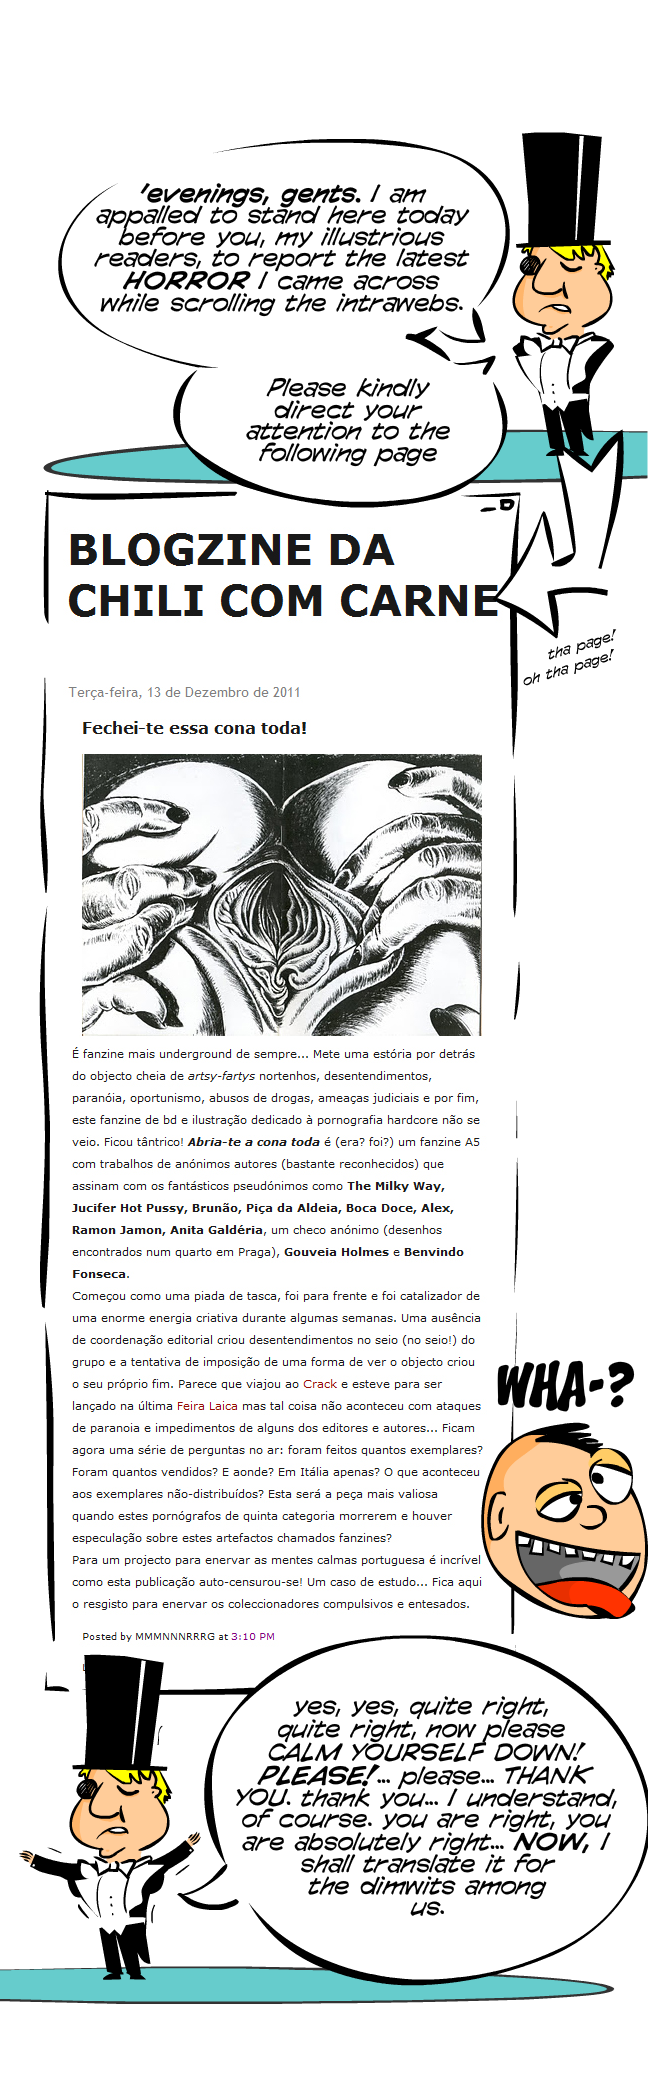 'evenings, gents. I am
appalled to stand here today
before you, my illustrious
readers, to report the latest
HORROR I came across
while scrolling the intrawebs.
Please kindly
direct your
attention to the
following page
BLOGZINE DA
CHILI COM CARNE
tha page!
oh tha page!
Terça-feira, 13 de Dezembro de 2011
Fechei-te essa cona toda!
É fanzine mais underground de sempre... Mete uma estória por detrás
do objecto cheia de artsy-fartys nortenhos, desentendimentos,
paranóia, oportunismo, abusos de drogas, ameaças judiciais e por fim,
este fanzine de bd e ilustração dedicado à pornografia hardcore não se
veio. Ficou tântrico! Abria-te a cona toda é (era? foi?) um fanzine A5
com trabalhos de anónimos autores (bastante reconhecidos) que
assinam com os fantásticos pseudónimos como The Milky Way,
Jucifer Hot Pussy, Brunão, Piça da Aldeia, Boca Doce, Alex,
Ramon Jamon, Anita Galdéria, um checo anónimo (desenhos
encontrados num quarto em Praga), Gouveia Holmes e Benvindo
Fonseca.
Começou como uma piada de tasca, foi para frente e foi catalizador de
uma enorme energia criativa durante algumas semanas. Uma ausência
de coordenação editorial criou desentendimentos no seio (no seio!) do
grupo e a tentativa de imposição de uma forma de ver o objecto criou
o seu próprio fim. Parece que viajou ao Crack e esteve para ser
lançado na última Feira Laica mas tal coisa não aconteceu com ataques
de paranoia e impedimentos de alguns dos editores e autores... Ficam
agora uma série de perguntas no ar: foram feitos quantos exemplares?
Foram quantos vendidos? E aonde? Em Itália apenas? O que aconteceu
aos exemplares não-distribuídos? Esta será a peça mais valiosa
quando estes pornógrafos de quinta categoria morrerem e houver
especulação sobre estes artefactos chamados fanzines?
Para um projecto para enervar as mentes calmas portuguesa é incrível
como esta publicação auto-censurou-se! Um caso de estudo... Fica aqui
o resgisto para enervar os coleccionadores compulsivos e entesados.
WHA-?
Posted by MMMNNNRRRG at 3:10 PM
yes, yes, quite right,
quite right, now please
CALM YOURSELF DOWN!
PLEASE!... please... THANK
YOU. thank you... I understand,
of course. you are right, you
are absolutely right... NOW, I
shall translate it for
the dimwits among
us.